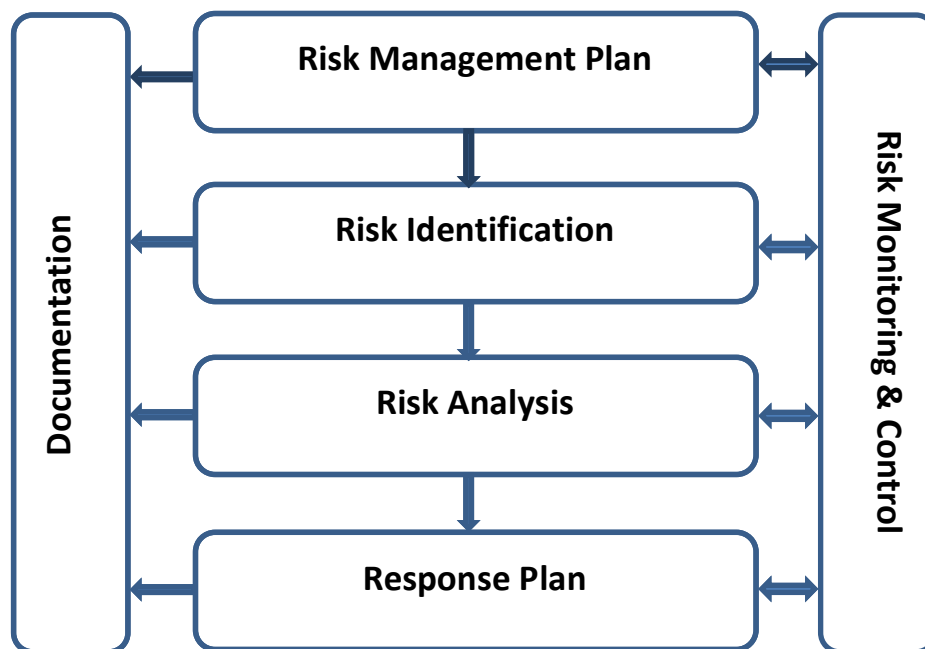 Risk Management Plan
Risk Identification
Risk Analysis
Response Plan
Documentation
Risk Monitoring & Control